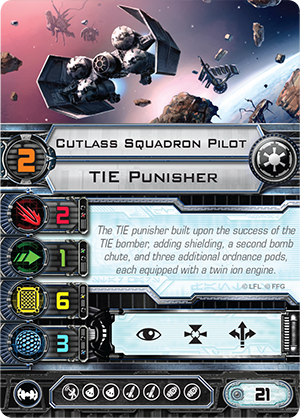 Cutlass Squadron Pilot
2
TIE Punisher
2
The TIE punisher built upon the success of the
TIE bomber, adding shielding, a second bomb
1
chute, and three additional ordnance pods,
each equipped with a twin ion engine.
© LFL © FFG
6
3
21